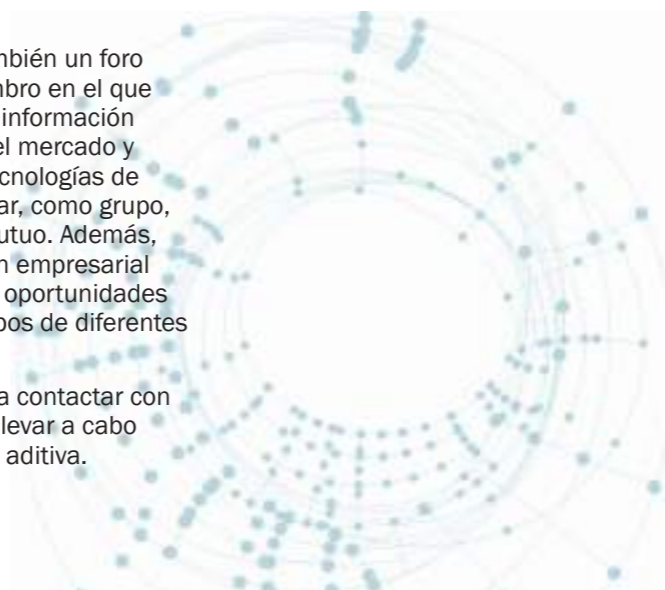 mbién un foro
nbro en el que
información
el mercado y
cnologías de
ar, como grupo,
utuo. Además,
n empresarial
oportunidades
pos de diferentes
a contactar con
levar a cabo
aditiva.